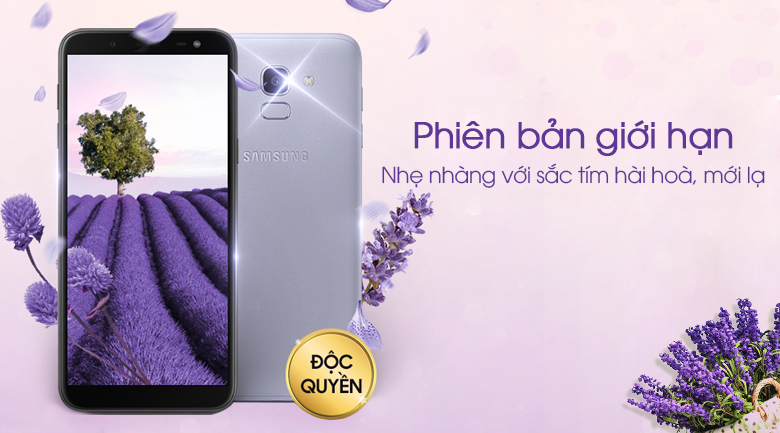 Phiên bản giới hạn
Nhẹ nhàng với sắc tím hài hoà, mới lạ
SAMSUNG
ĐỘC
QUYỀN